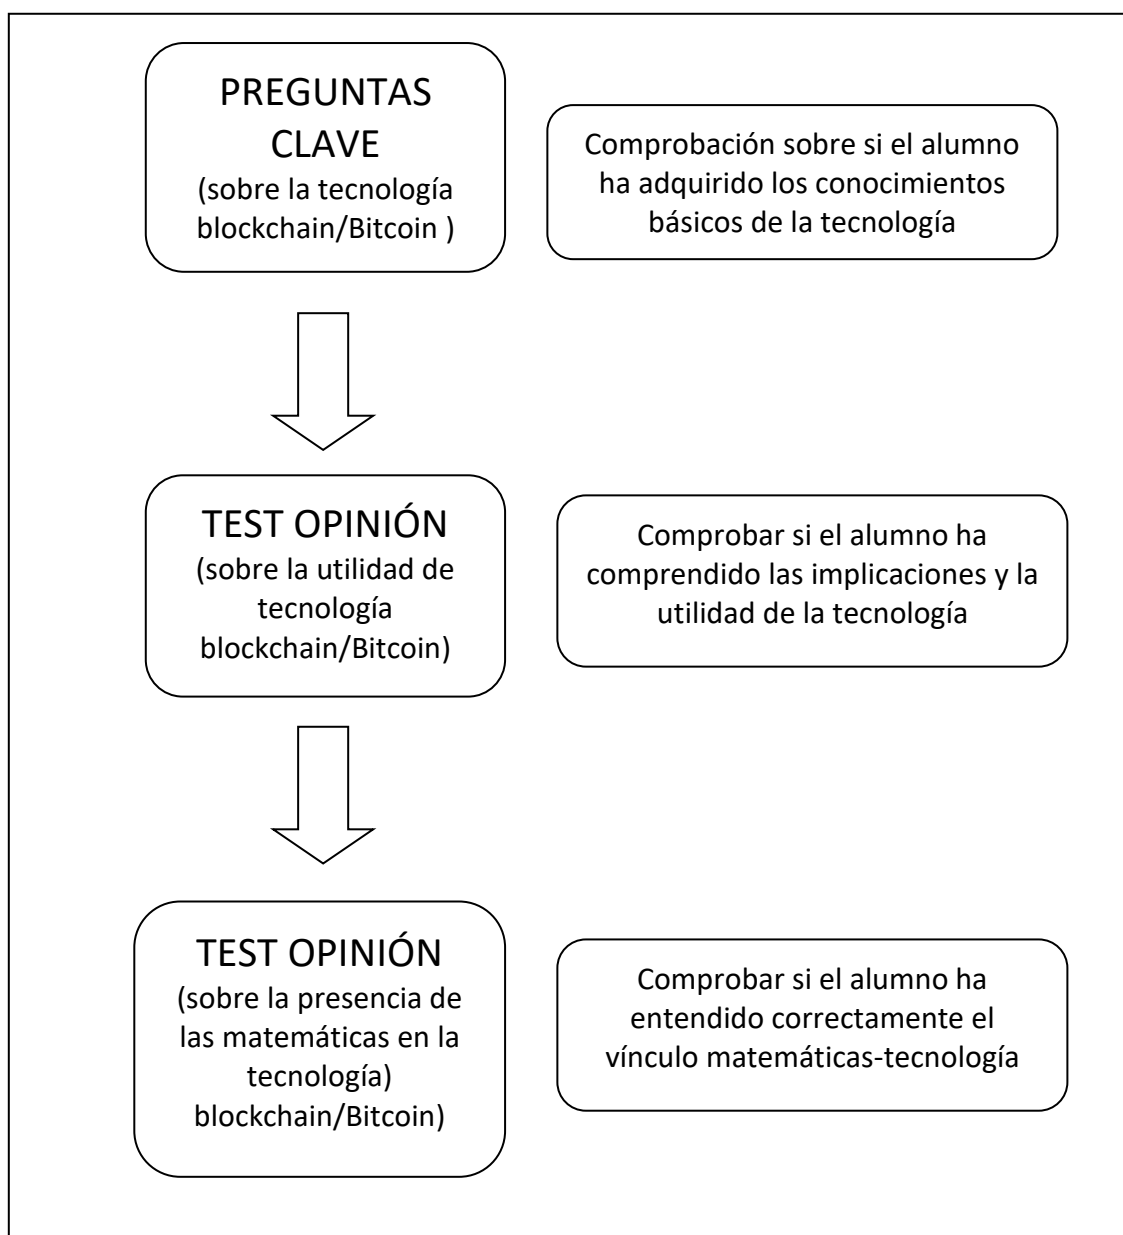 PREGUNTAS
CLAVE
(sobre la tecnología
blockchain/Bitcoin )
Comprobación sobre si el alumno
ha adquirido los conocimientos
básicos de la tecnología
TEST OPINIÓN
(sobre la utilidad de
tecnología
blockchain/Bitcoin)
Comprobar si el alumno ha
comprendido las implicaciones y la
utilidad de la tecnología
TEST OPINIÓN
(sobre la presencia de
las matemáticas en la
tecnología)
blockchain/Bitcoin)
Comprobar si el alumno ha
entendido correctamente el
vínculo matemáticas-tecnología